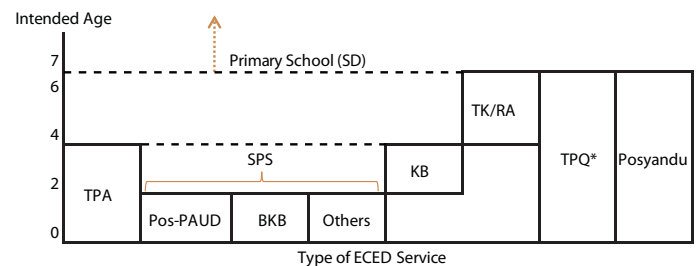 Intended Age
7
Primary School (SD)
6
TK/RA
4
SPS
KB
TPQ*
Posyandu
2
TPA
Pos-PAUD
BKB
Others
0
Type of ECED Service